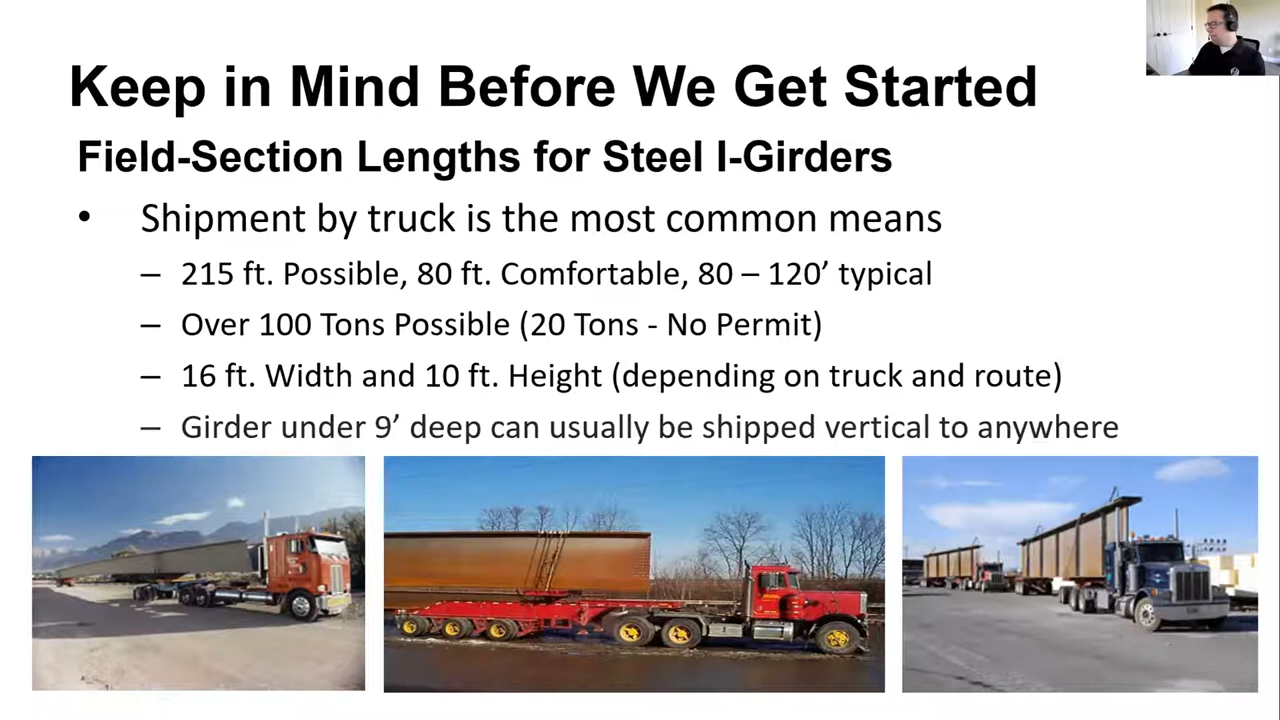 Keep in Mind Before We Get Started
Field-Section Lengths for Steel I-Girders
• Shipment by truck is the most common means
– 215 ft. Possible, 80 ft. Comfortable, 80 – 120’ typical
– Over 100 Tons Possible (20 Tons - No Permit)
– 16 ft. Width and 10 ft. Height (depending on truck and route)
– Girder under 9’ deep can usually be shipped vertical to anywhere